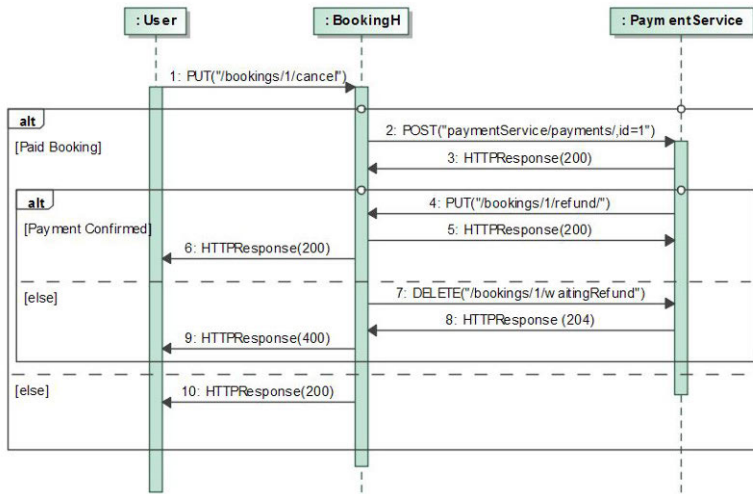 : User
: BookingH
: PaymentService
1: PUT("/bookings/1/cancel")
alt
2: POST("paymentService/payments/,id=1")
[Paid Booking]
3: HTTPResponse(200)
alt
4: PUT("/bookings/1/refund/")
[Payment Confirmed]
5: HTTPResponse(200)
6: HTTPResponse(200)
[else]
7: DELETE("/bookings/1/waitingRefund")
8: HTTPResponse (204)
9: HTTPResponse(400)
[else]
10: HTTPResponse(200)